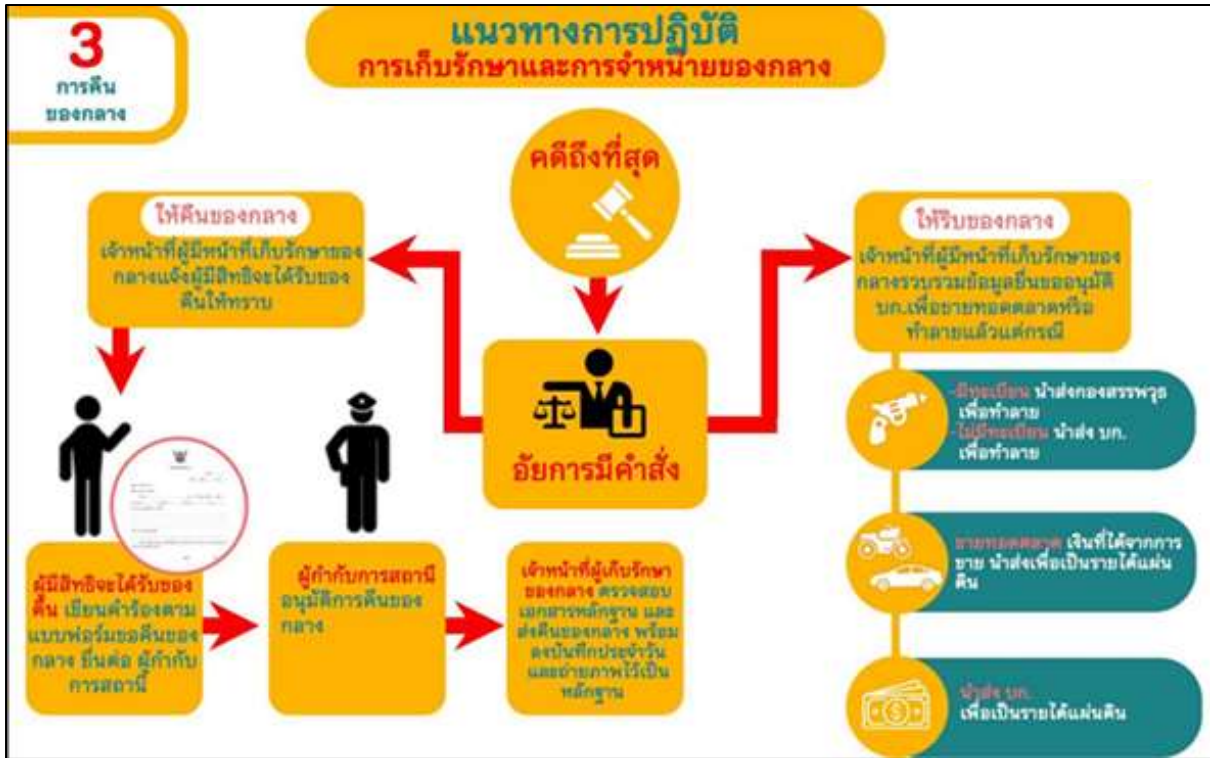 3
การคืน
ของกลาง
แนวทางการปฏิบัติ
การเก็บรักษาและการจำหน่ายของกลาง
คดีถึงที่สุด
ให้คืนของกลาง
เจ้าหน้าที่ผู้มีหน้าที่เก็บรักษาของ
กลางแจ้งผู้มีสิทธิจะได้รับของ
คืนให้ทราบ
ให้ริบของกลาง
เจ้าหน้าที่ผู้มีหน้าที่เก็บรักษาของ
กลางรวบรวมข้อมูลยื่นขออนุมัติ
บก.เพื่อขายทอดตลาดหรือ
ทำลายแล้วแต่กรณี
อัยการมีคำสั่ง
-มีทะเบียน นำส่งกองสรรพวุธ
เพื่อทำลาย
-ไม่มีทะเบียน นำส่ง บก.
เพื่อทำลาย
ขายทอดตลาด เงินที่ได้จากการ
ขาย นำส่งเพื่อเป็นรายได้แผ่น
ดิน
นำส่ง บก.
เพื่อเป็นรายได้แผ่นดิน
ผู้มีสิทธิจะได้รับของ
คืน เขียนคำร้องตาม
แบบฟอร์มขอคืนของ
กลาง ยื่นต่อ ผู้กำกับ
การสถานี
ผู้กำกับการสถานี
อนุมัติการคืนของ
กลาง
เจ้าหน้าที่ผู้เก็บรักษา
ของกลาง ตรวจสอบ
เอกสารหลักฐาน และ
ส่งคืนของกลาง พร้อม
ลงบันทึกประจำวัน
และถ่ายภาพไว้เป็น
หลักฐาน